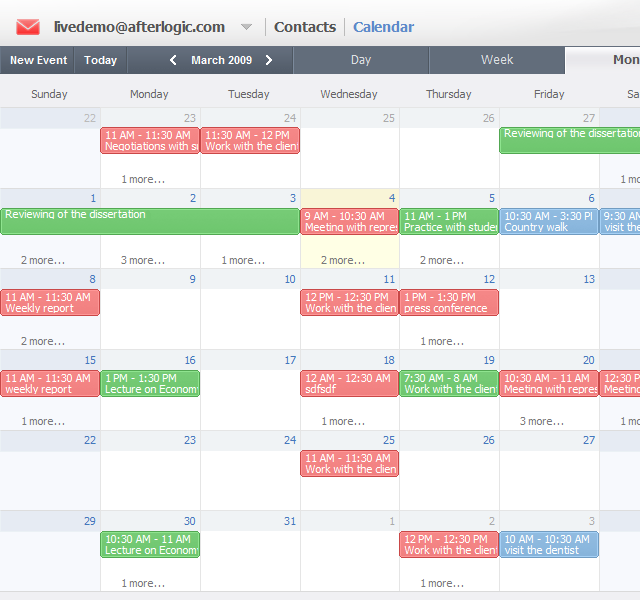 livedemo@afterlogic.com Contacts Calendar
New Event Today March 2009 Day Week Mon
Sunday Monday Tuesday Wednesday Thursday Friday Sa
22 23 24 25 26 27
11 AM - 11:30 AM 11:30 AM - 12 PM Reviewing of the dissertatio
Negotiations with s Work with the clien
1 more... 1 mo
1 2 3 4 5 6
Reviewing of the dissertation 9 AM - 10:30 AM 11 AM - 1 PM 10:30 AM - 3:30 P 9:30 AM
Meeting with repres Practice with studen Country walk visit the
2 more... 3 more... 1 more... 2 more... 2 more...
8 9 10 11 12 13
11 AM - 11:30 AM 12 PM - 12:30 PM 1 PM - 1:30 PM
Weekly report Work with the clien press conference
2 more... 1 more...
15 16 17 18 19 20
11 AM - 11:30 AM 1 PM - 1:30 PM 12 AM - 12:30 AM 7:30 AM - 8 AM 10:30 AM - 11 AM 12:30 P
weekly report Lecture on Econom sdfsdf Work with the clien Meeting with repres Meeting
1 more... 1 more... 3 more... 1 mo
22 23 24 25 26 27
11 AM - 11:30 AM
Work with the clien
29 30 31 1 2 3
10:30 AM - 11 AM 12 PM - 12:30 PM 10 AM - 10:30 AM
Lecture on Econom Work with the clien visit the dentist
1 more... 1 more...